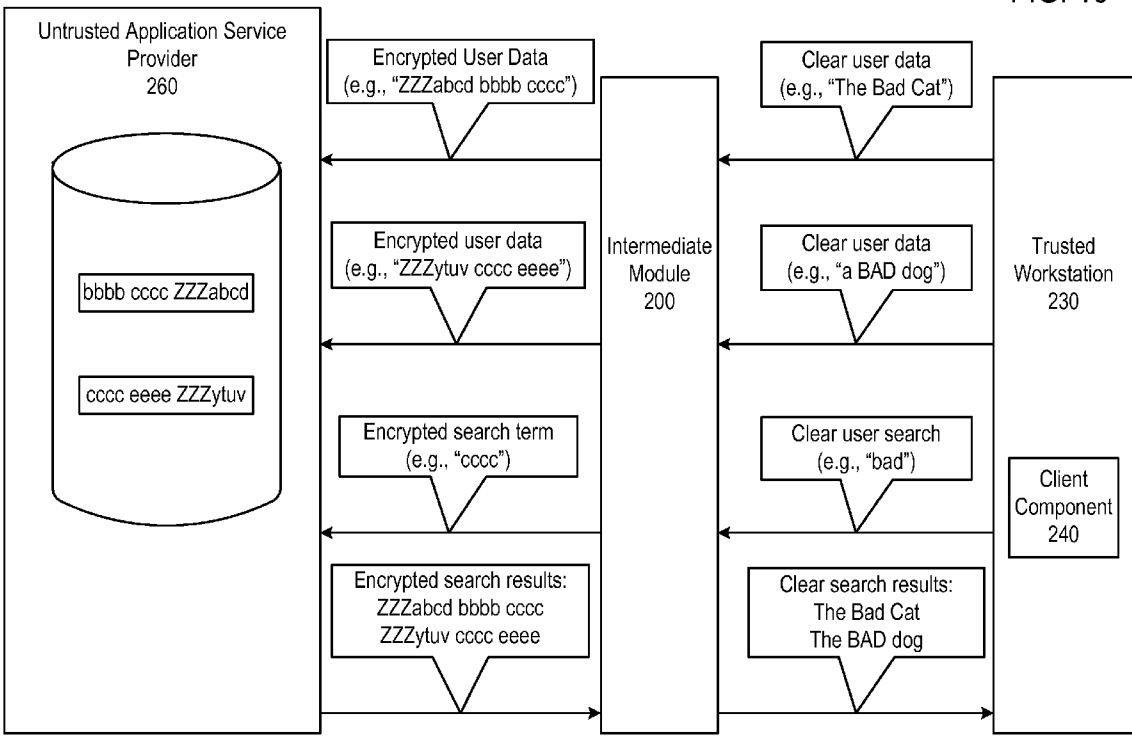 Untrusted Application Service
Provider
260
bbbb cccc ZZZabcd
cccc eeee ZZZytuv
Encrypted User Data
(e.g., “ZZZabcd bbbb cccc”)
Encrypted user data
(e.g., “ZZZytuv cccc eeee”)
Encrypted search term
(e.g., “cccc”)
Encrypted search results:
ZZZabcd bbbb cccc
ZZZytuv cccc eeee
Intermediate
Module
200
Clear user data
(e.g., “The Bad Cat”)
Clear user data
(e.g., “a BAD dog”)
Clear user search
(e.g., “bad”)
Clear search results:
The Bad Cat
The BAD dog
Trusted
Workstation
230
Client
Component
240